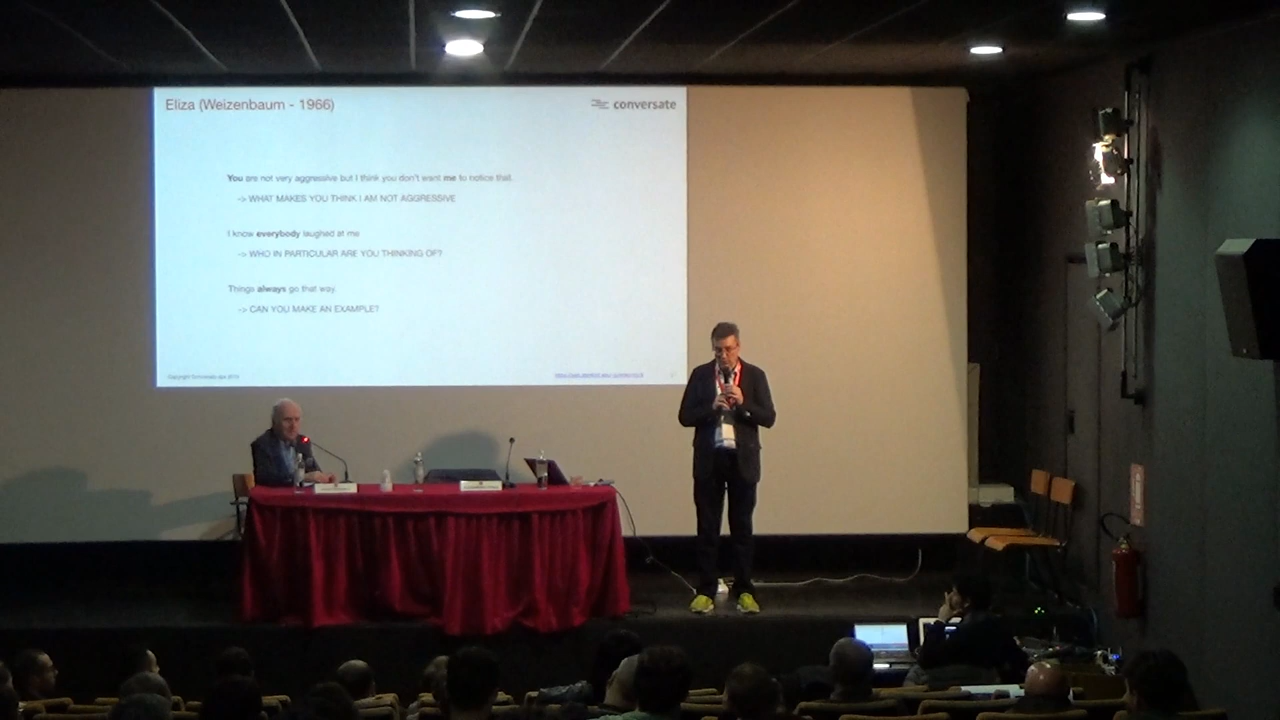 Eliza (Weizenbaum - 1966)
conversate
You are not very aggressive but I think you don't want me to notice that.
-> WHAT MAKES YOU THINK I AM NOT AGGRESSIVE
I know everybody laughed at me
-> WHO IN PARTICULAR ARE YOU THINKING OF?
Things always go that way.
-> CAN YOU MAKE AN EXAMPLE?